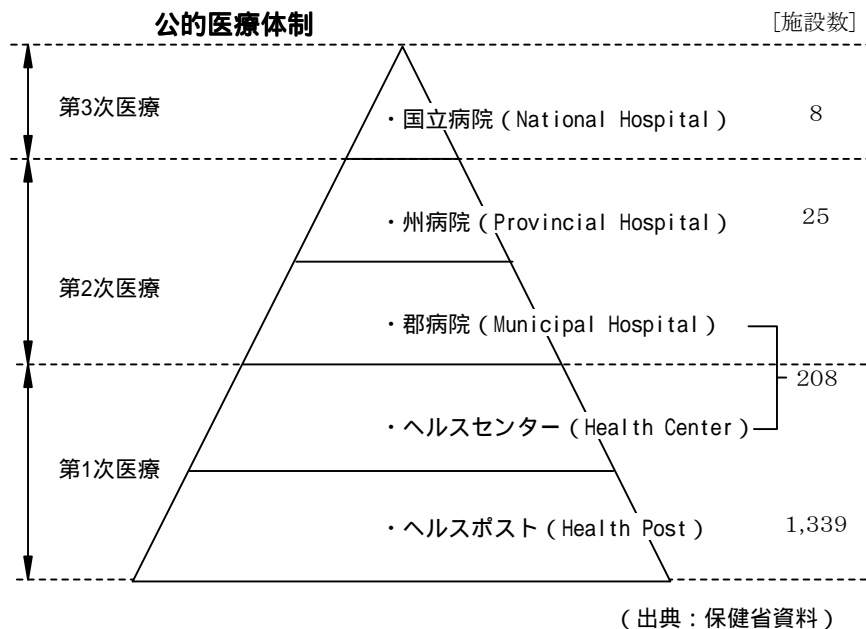 公的医療体制
[施設数]
第3次医療
・国立病院（National Hospital）
8
・州病院（Provincial Hospital）
25
第2次医療
・郡病院（Municipal Hospital）
208
・ヘルスセンター（Health Center）
第1次医療
・ヘルスポスト（Health Post）
1,339
（出典：保健省資料）